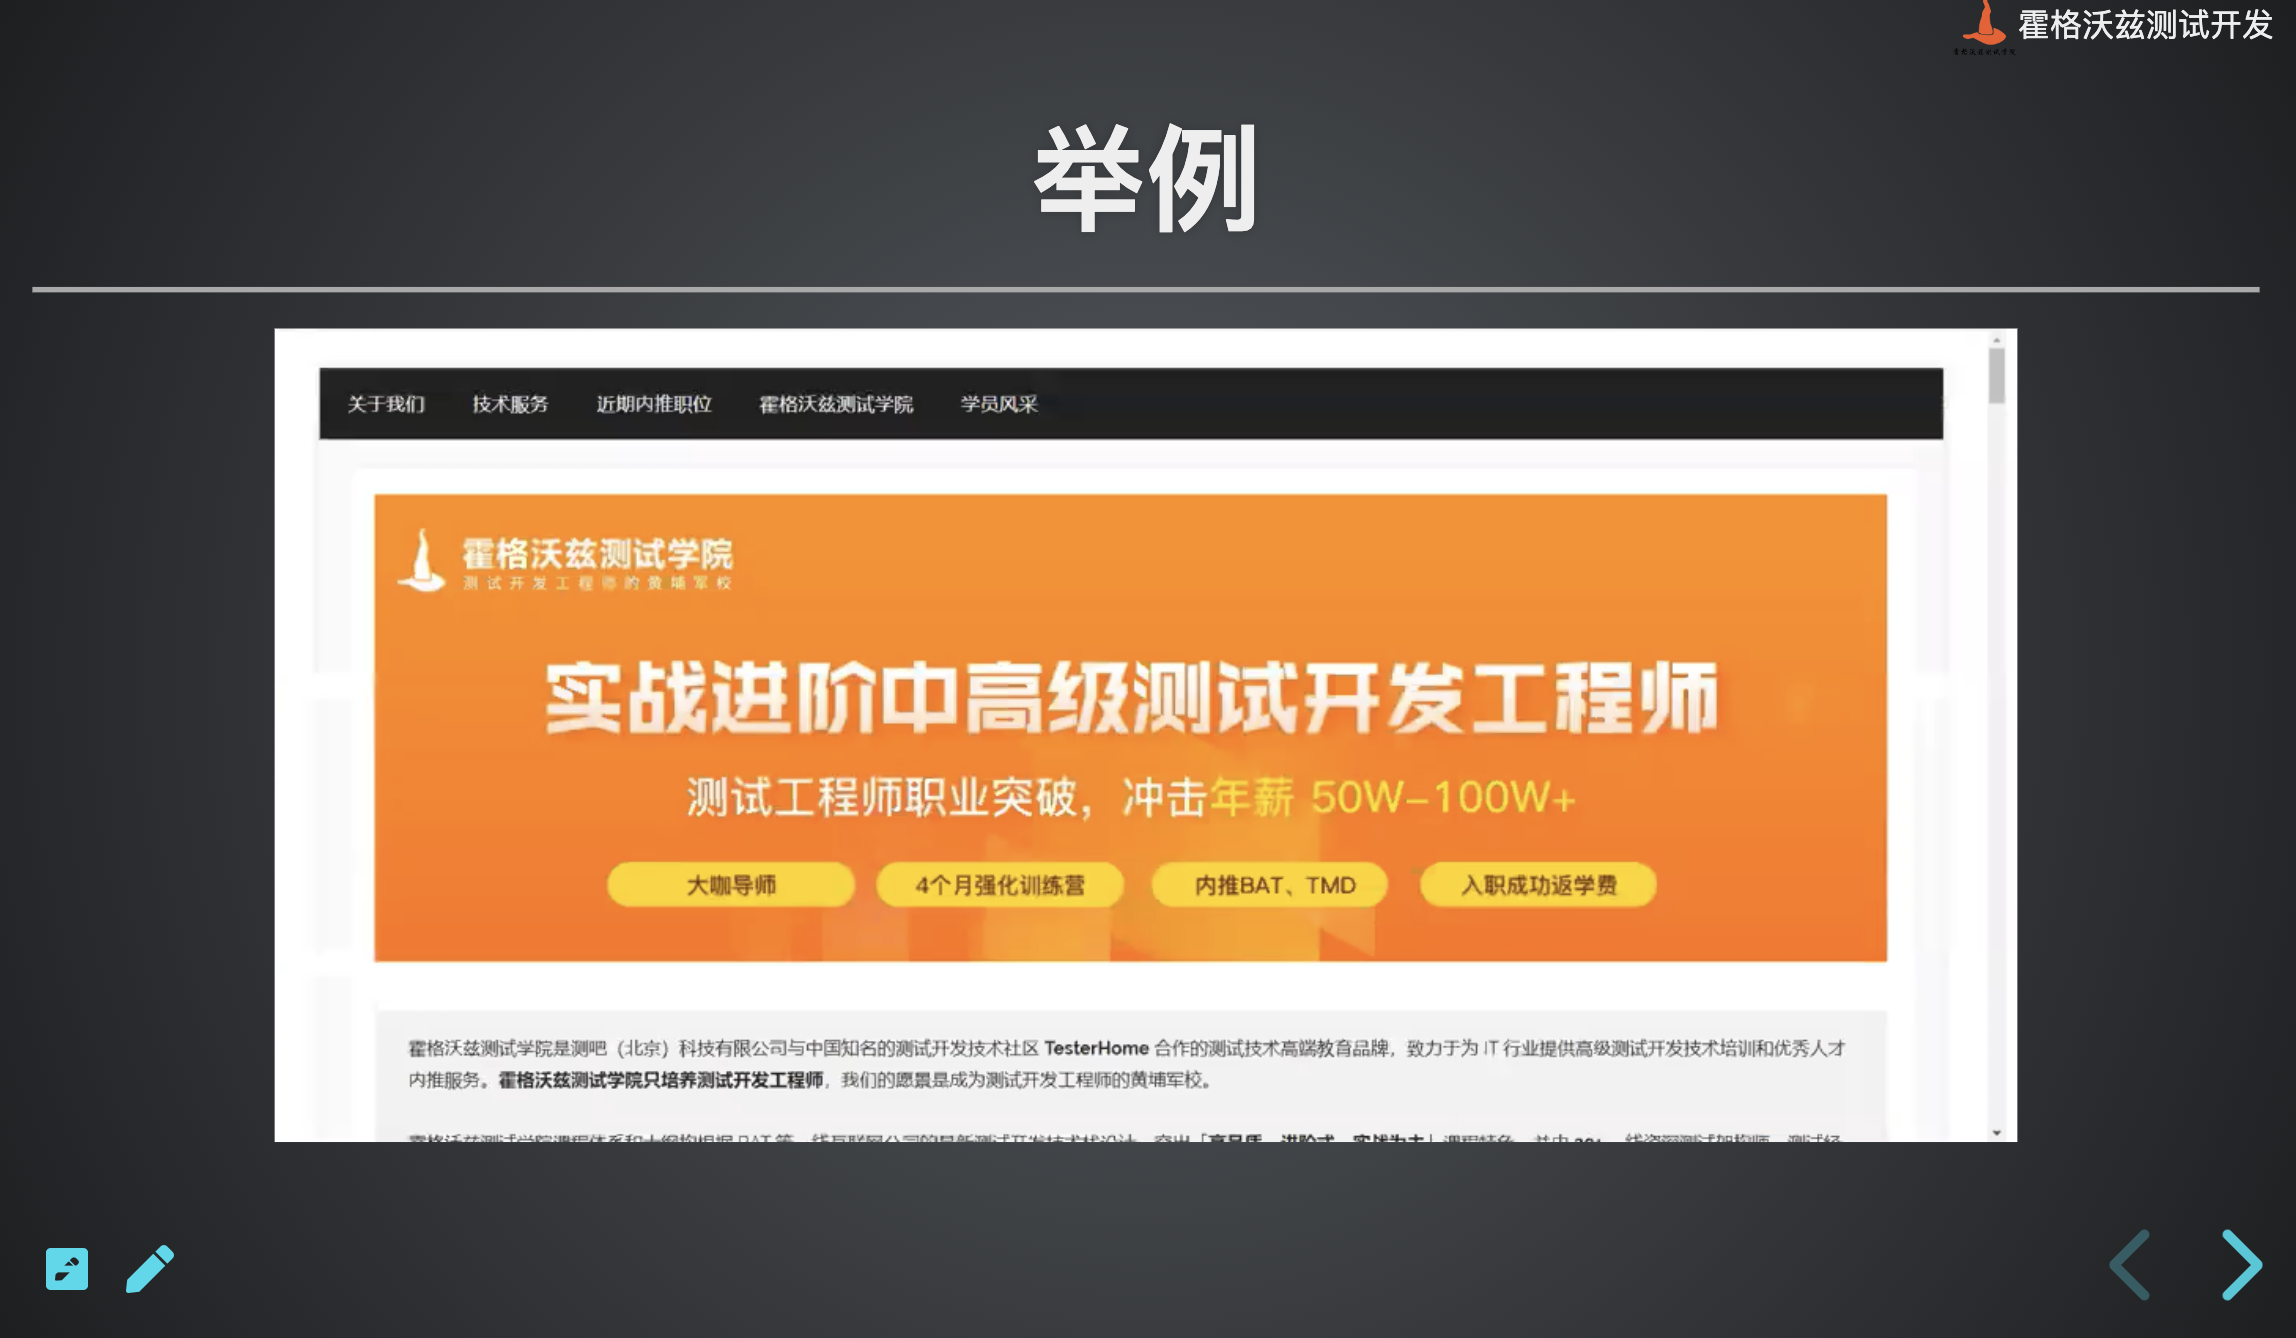 霍格沃兹测试开发
举例
关于我们 技术服务 近期内推职位 霍格沃兹测试学院 学员风采
霍格沃兹测试学院
测试开发工程师的黄埔军校
实战进阶中高级测试开发工程师
测试工程师职业突破，冲击年薪 50W-100W+
大咖导师 4个月强化训练营 内推BAT、TMD 入职成功返学费
霍格沃兹测试学院是测吧（北京）科技有限公司与中国知名的测试开发技术社区 TesterHome 合作的测试技术高端教育品牌，致力于为 IT 行业提供高级测试开发技术培训和优秀人才
内推服务。霍格沃兹测试学院只培养测试开发工程师，我们的愿景是成为测试开发工程师的黄埔军校。